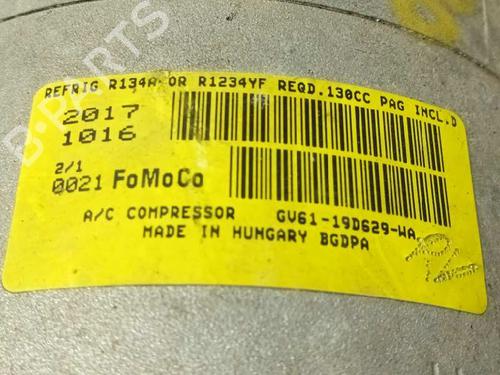 B-PARTS
REFRIG R134A OR R1234YF REQD.130CC PAG INCL.D
2017
1016
2/1
0021 FoMoCo
A/C COMPRESSOR GV61-19D629-WA
MADE IN HUNGARY BGDPA